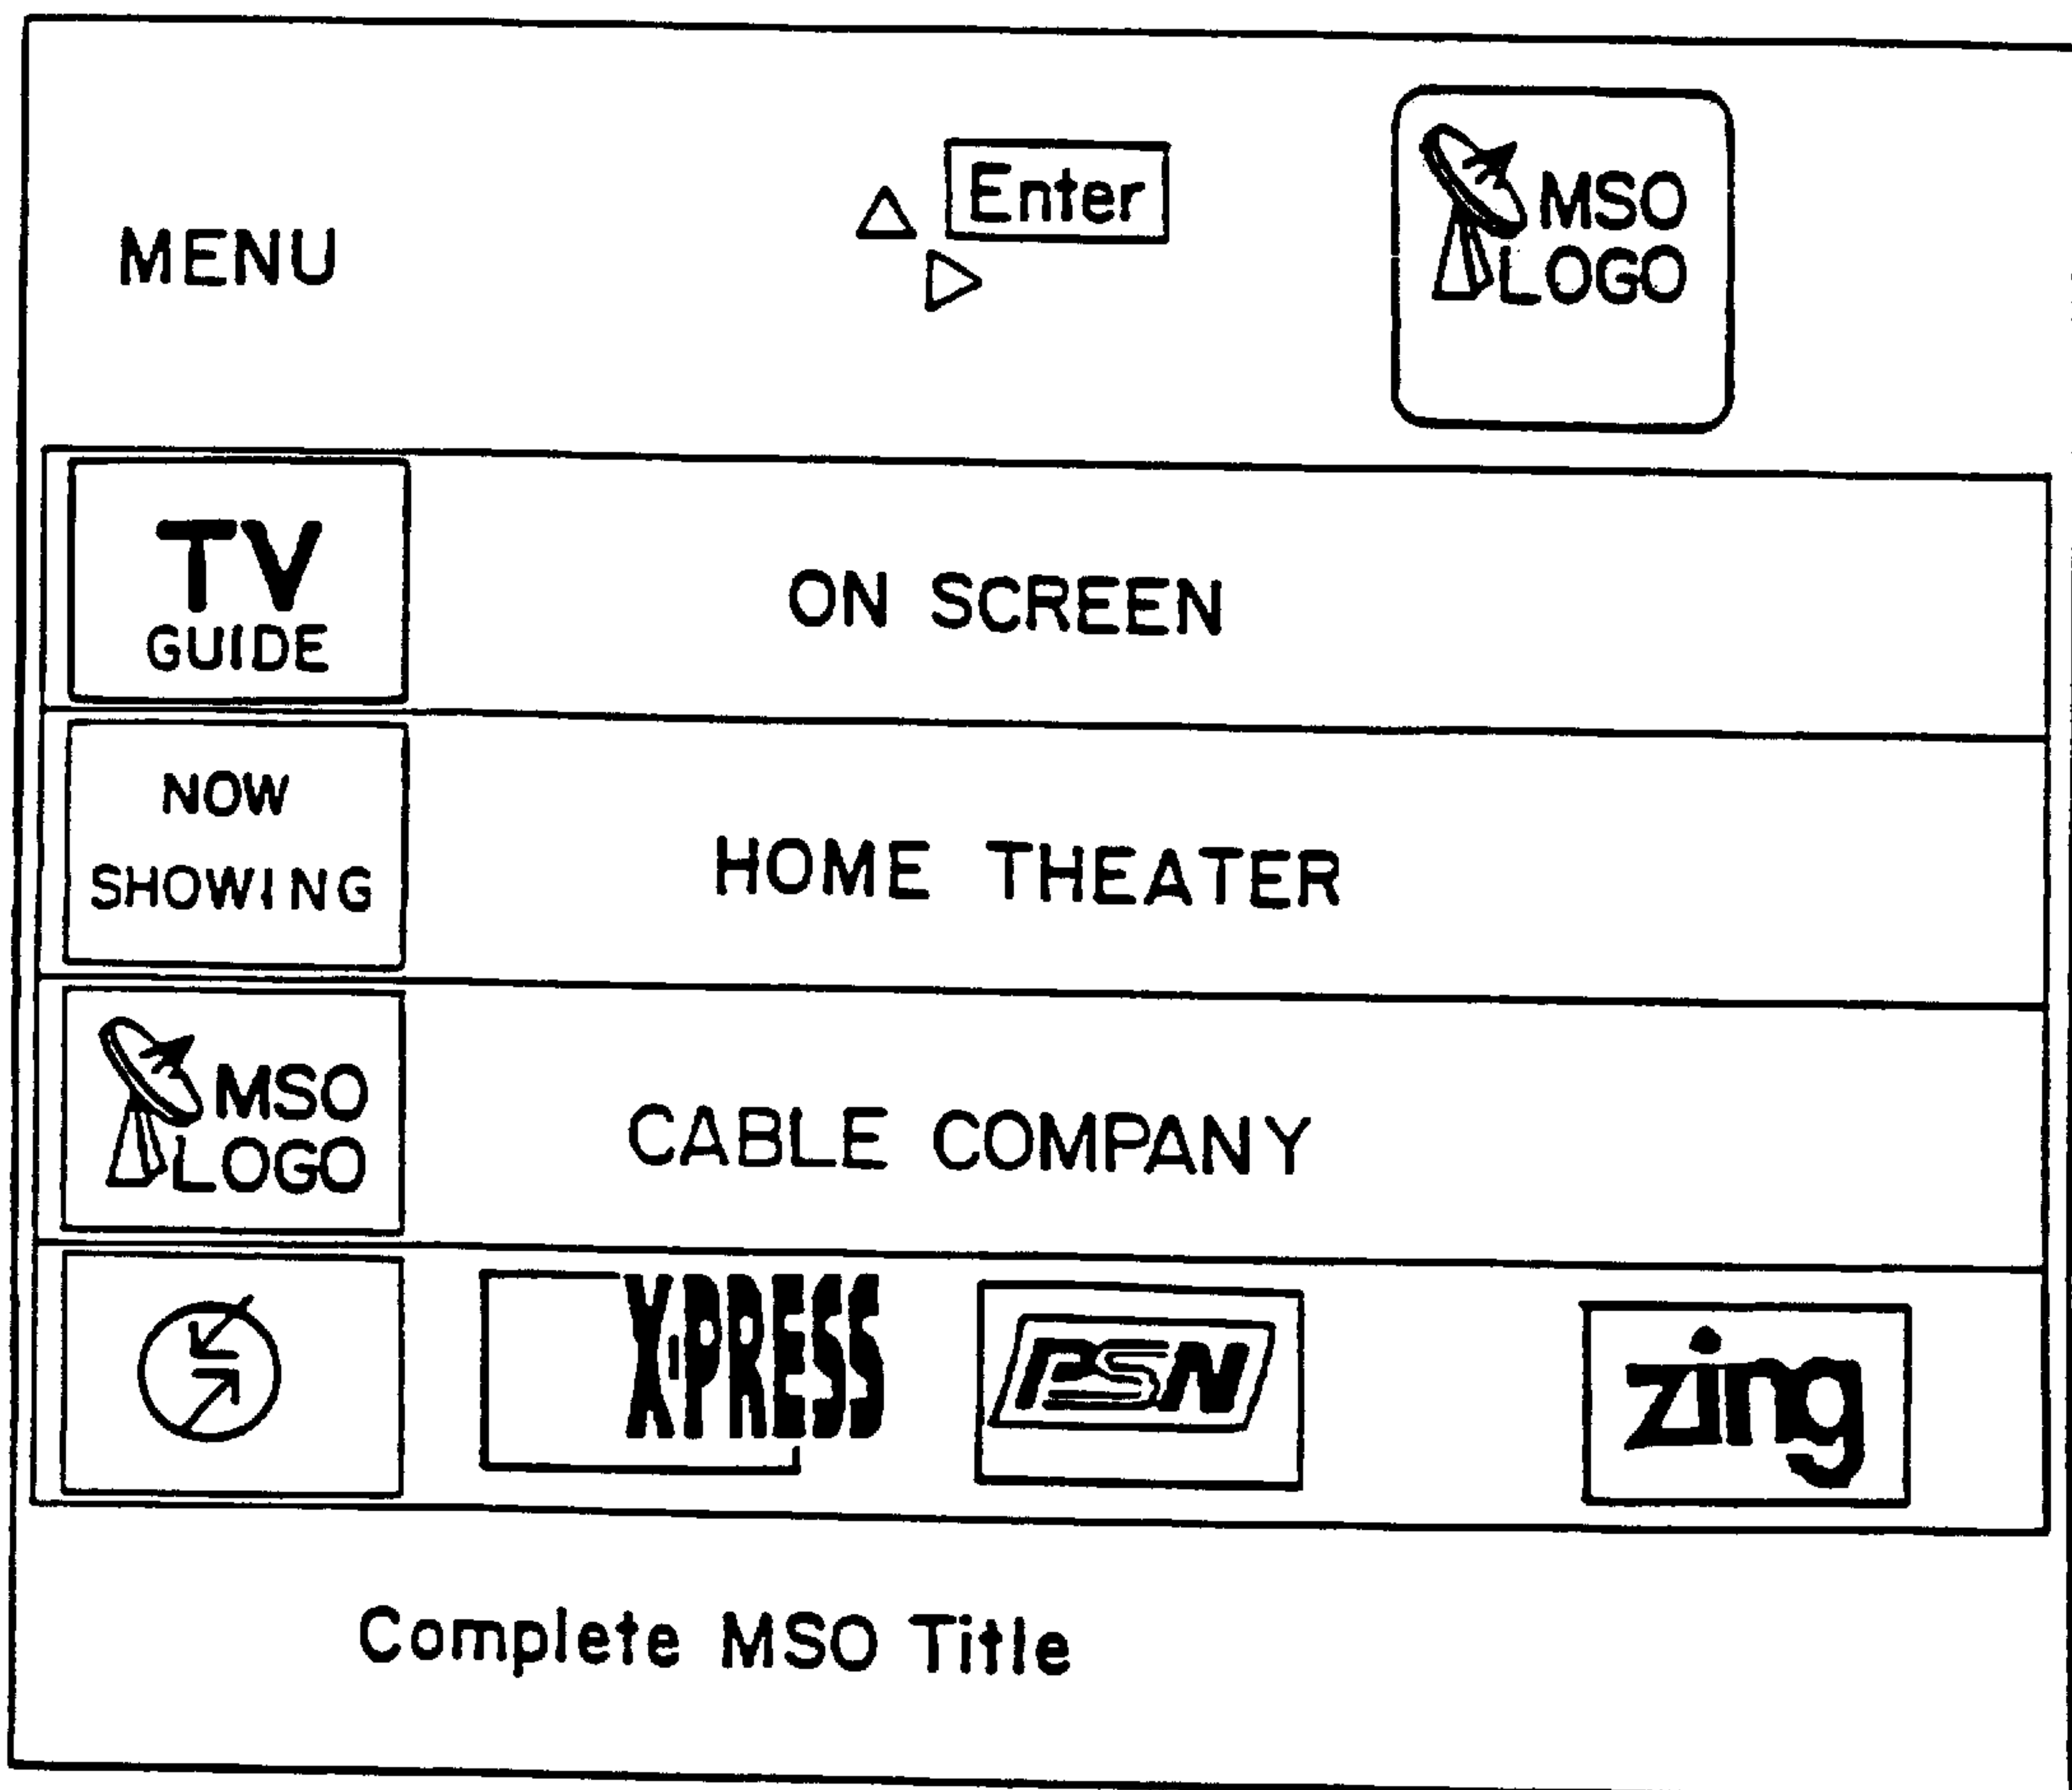 MENU
Enter
MSO
LOGO
TV
GUIDE
ON SCREEN
NOW
SHOWING
HOME THEATER
MSO
LOGO
CABLE COMPANY
X·PRESS
PSN
zing
Complete MSO Title